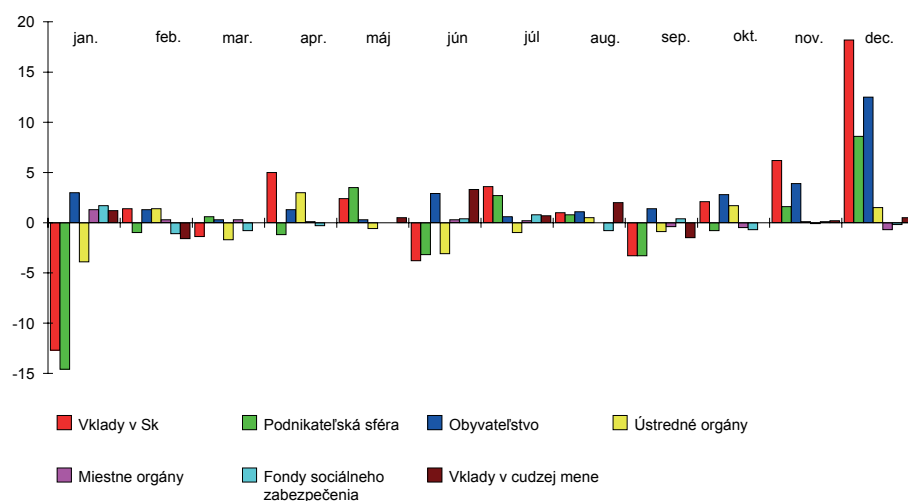 20
15
10
5
0
-5
-10
-15
jan. feb. mar. apr. máj jún júl aug. sep. okt. nov. dec.
Vklady v Sk Podnikateľská sféra Obyvateľstvo Ústredné orgány
Miestne orgány Fondy sociálneho zabezpečenia Vklady v cudzej mene